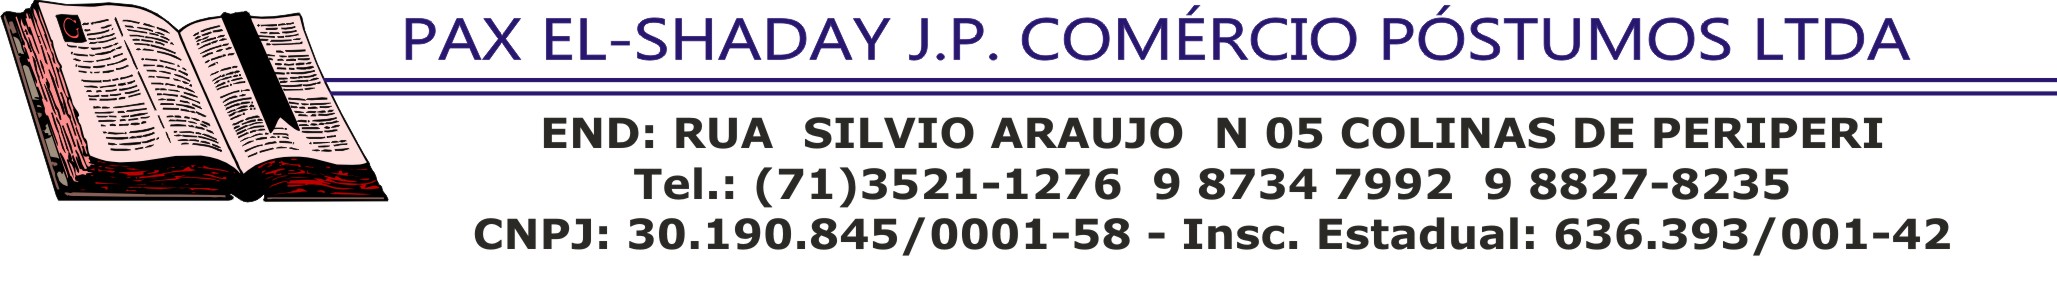 PAX EL-SHADAY J.P. COMÉRCIO PÓSTUMOS LTDA
END: RUA SILVIO ARAUJO N 05 COLINAS DE PERIPERI
Tel.: (71)3521-1276 9 8734 7992 9 8827-8235
CNPJ: 30.190.845/0001-58 - Insc. Estadual: 636.393/001-42